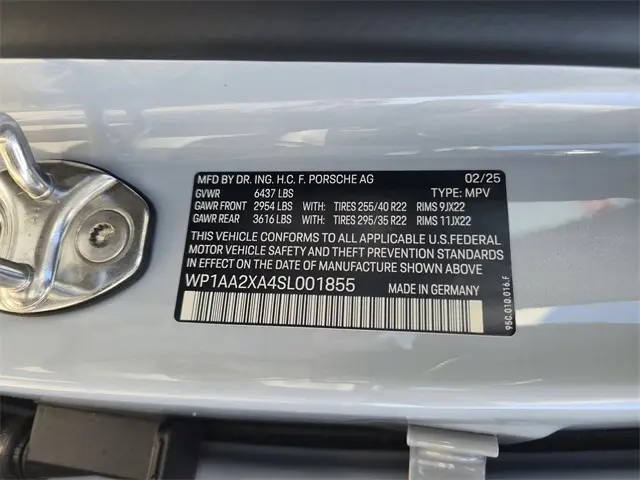 MFD BY DR. ING. H.C. F. PORSCHE AG 02/25
GVWR 6437 LBS TYPE: MPV
GAWR FRONT 2954 LBS WITH: TIRES 255/40 R22 RIMS 9JX22
GAWR REAR 3616 LBS WITH: TIRES 295/35 R22 RIMS 11JX22
THIS VEHICLE CONFORMS TO ALL APPLICABLE U.S.FEDERAL
MOTOR VEHICLE SAFETY AND THEFT PREVENTION STANDARDS
IN EFFECT ON THE DATE OF MANUFACTURE SHOWN ABOVE
WP1AA2XA4SL001855 MADE IN GERMANY
95C.010.016.F